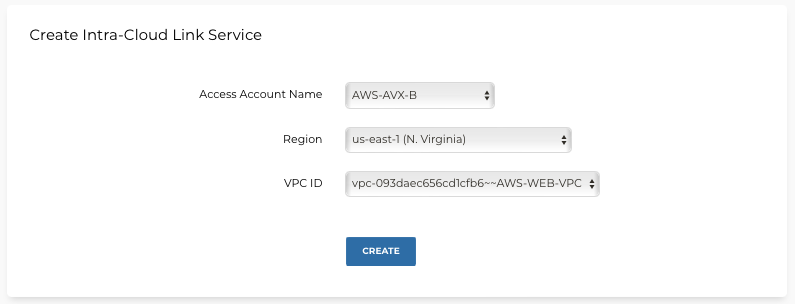 Create Intra-Cloud Link Service
Access Account Name AWS-AVX-B
Region us-east-1 (N. Virginia)
VPC ID vpc-093daec656cd1cfb6~~AWS-WEB-VPC
CREATE